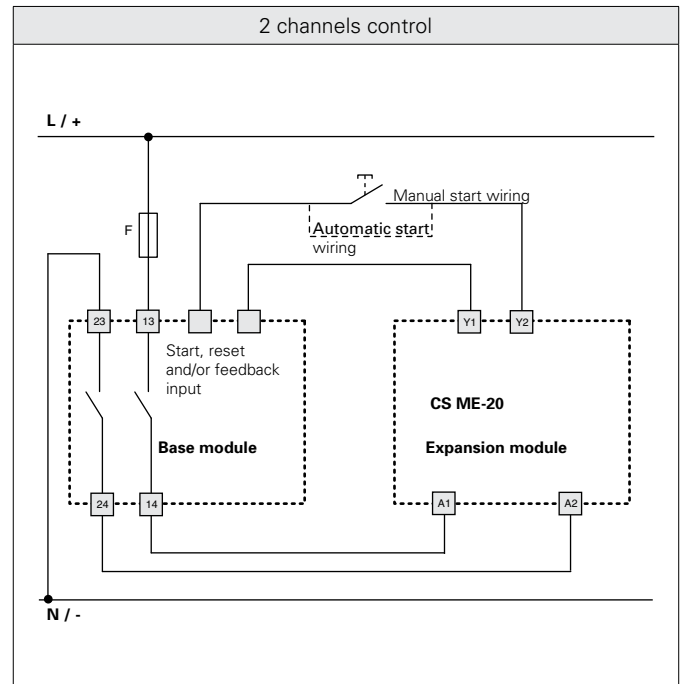 2 channels control
L / +
Manual start wiring
F
Automatic start
wiring
23
13
Y1
Y2
Start, reset
and/or feedback
input
CS ME-20
Base module
Expansion module
24
14
A1
A2
N / -